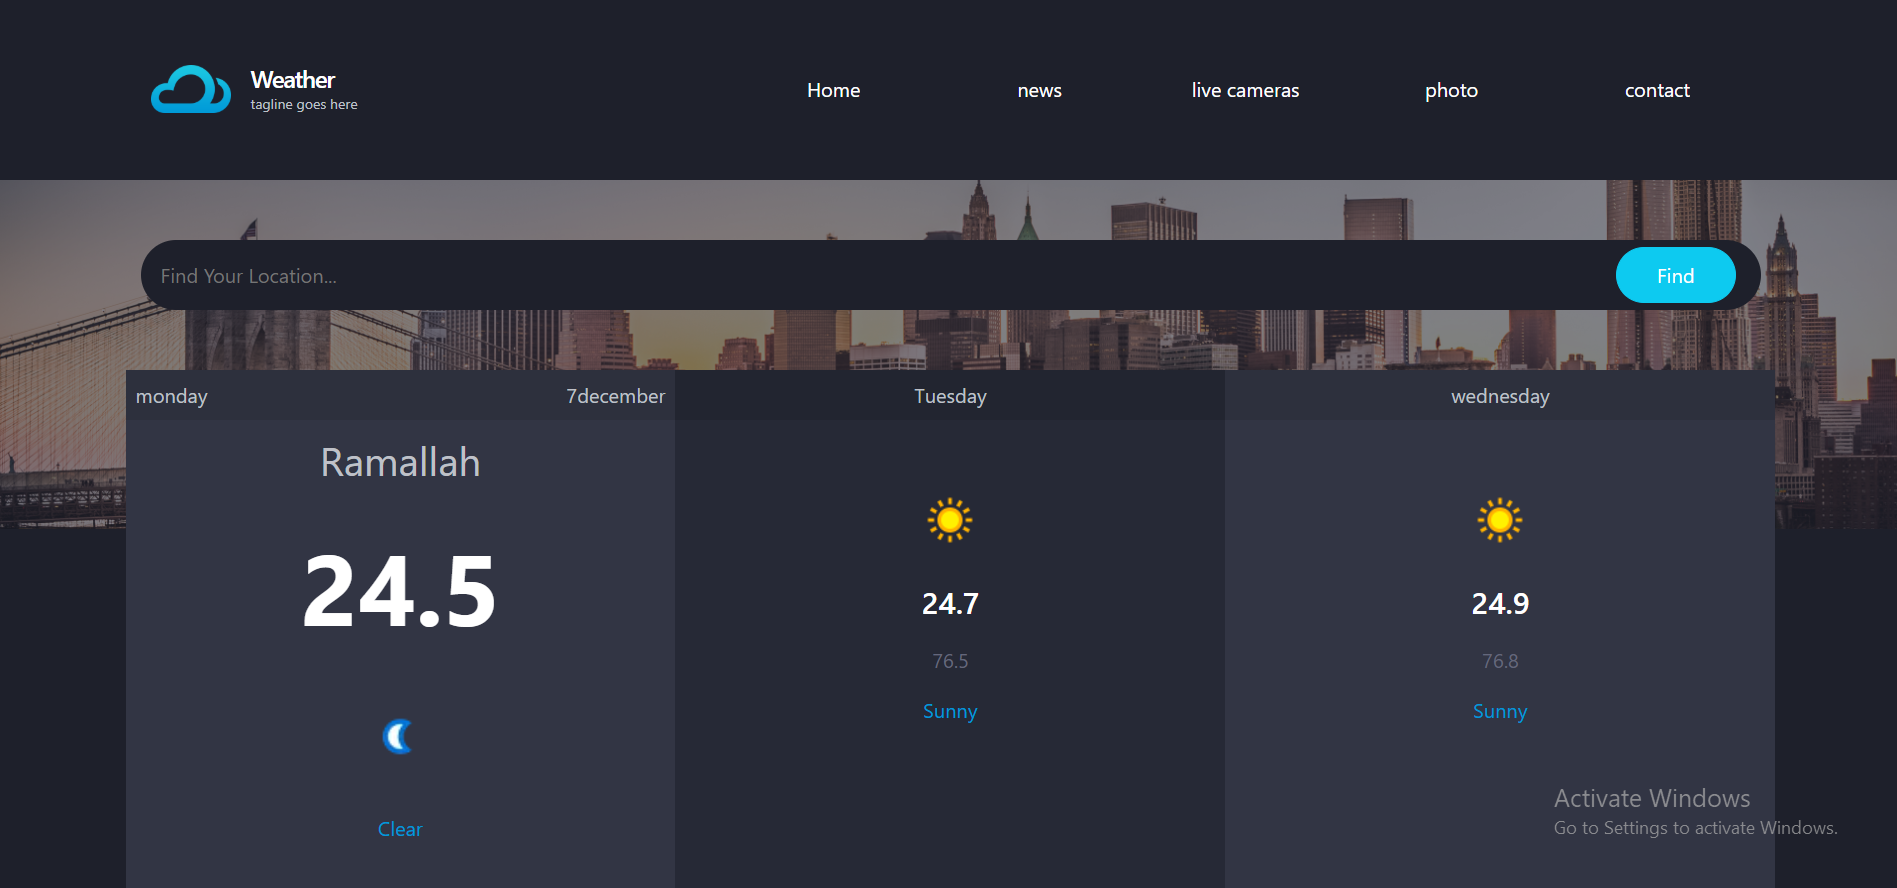 Weather
tagline goes here
Home news live cameras photo contact
Find Your Location...
Find
monday 7december
Ramallah
24.5
Clear
Tuesday
24.7
76.5
Sunny
wednesday
24.9
76.8
Sunny
Activate Windows
Go to Settings to activate Windows.